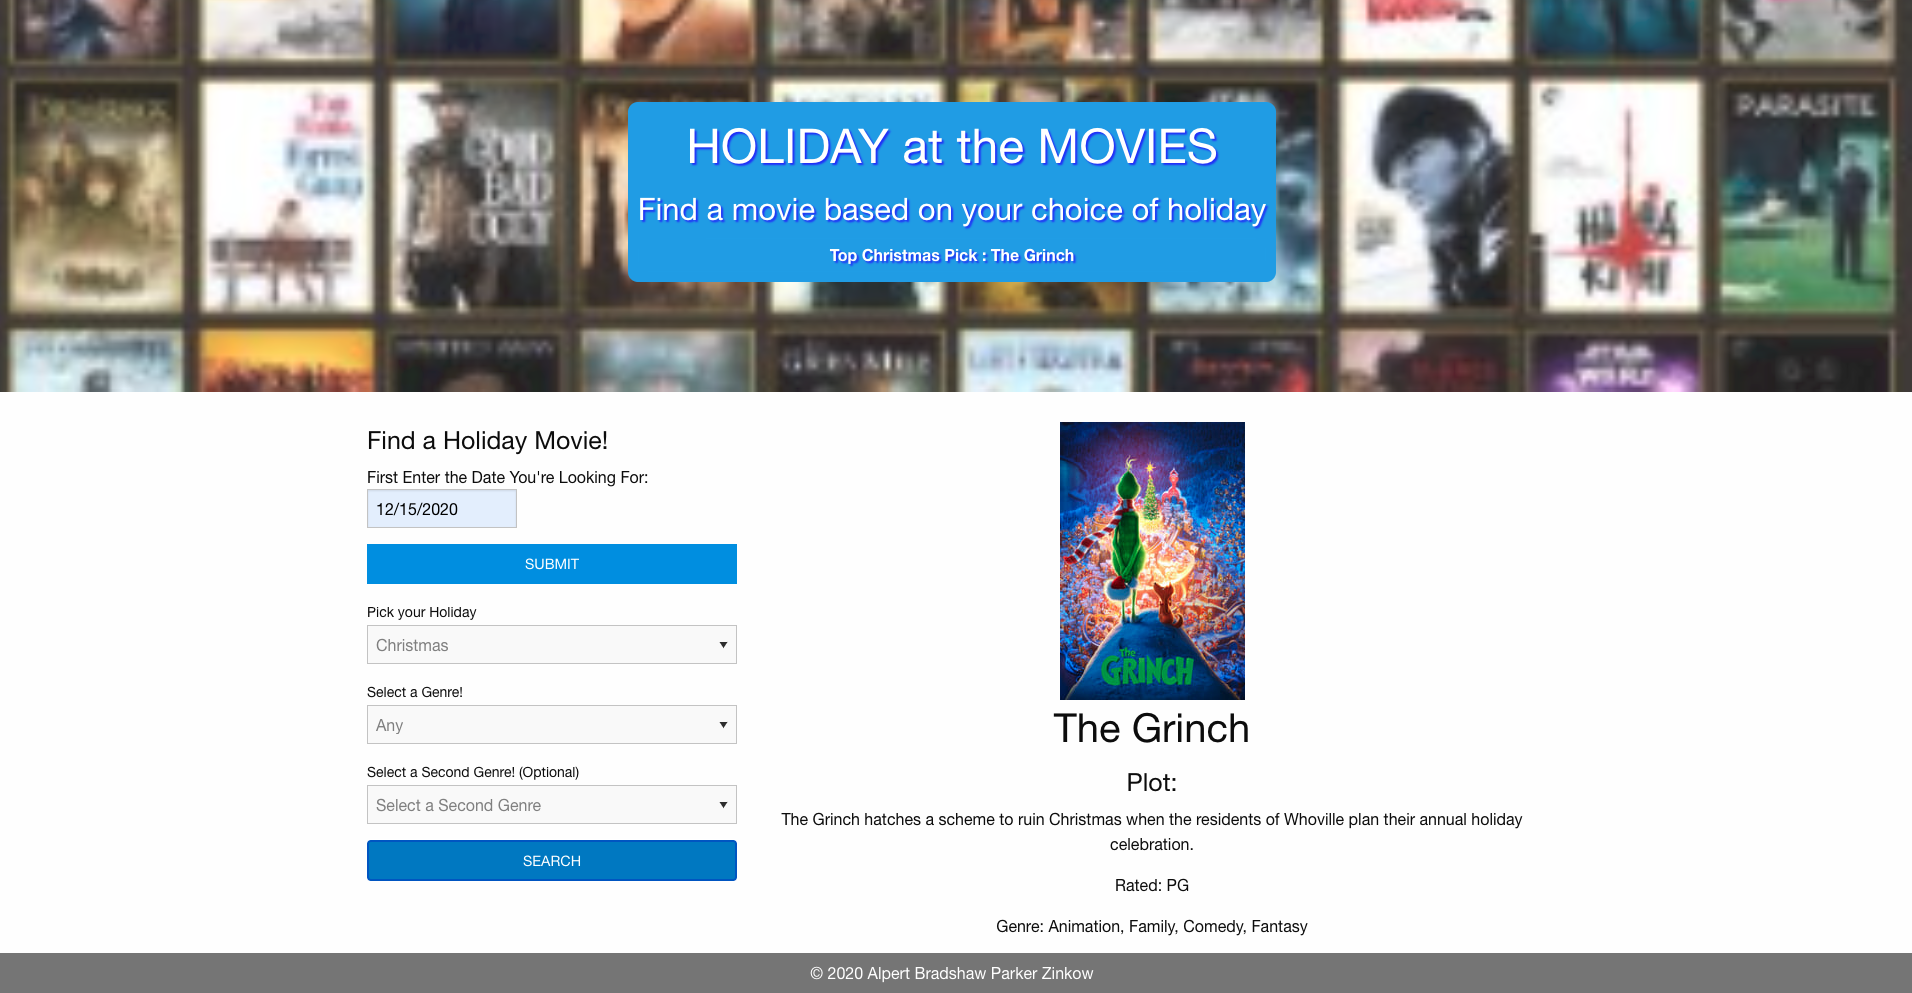 GOOD
BAD
UGLY
PARASITE
HOLIDAY at the MOVIES
Find a movie based on your choice of holiday
Top Christmas Pick : The Grinch
STAR
WARS
Find a Holiday Movie!
First Enter the Date You're Looking For:
12/15/2020
SUBMIT
Pick your Holiday
Christmas
Select a Genre!
Any
Select a Second Genre! (Optional)
Select a Second Genre
SEARCH
The
GRINCH
The Grinch
Plot:
The Grinch hatches a scheme to ruin Christmas when the residents of Whoville plan their annual holiday
celebration.
Rated: PG
Genre: Animation, Family, Comedy, Fantasy
© 2020 Alpert Bradshaw Parker Zinkow